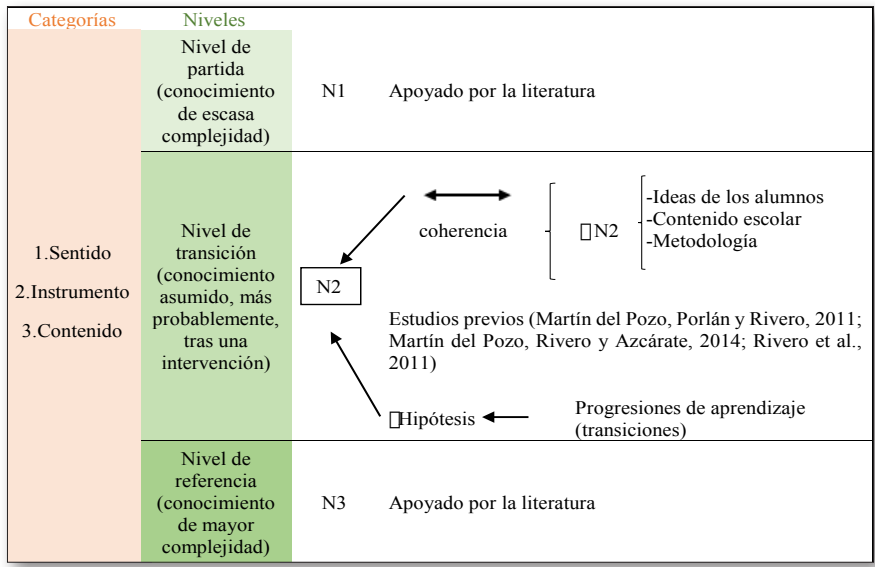 Categorías
Niveles
Nivel de
partida
(conocimiento
de escasa
complejidad)
N1
Apoyado por la literatura
1.Sentido
2.Instrumento
3.Contenido
Nivel de
transición
(conocimiento
asumido, más
probablemente,
tras una
intervención)
N2
coherencia
N2
-Ideas de los alumnos
-Contenido escolar
-Metodología
Estudios previos (Martín del Pozo, Porlán y Rivero, 2011;
Martín del Pozo, Rivero y Azcárate, 2014; Rivero et al.,
2011)
Hipótesis
Progresiones de aprendizaje
(transiciones)
Nivel de
referencia
(conocimiento
de mayor
complejidad)
N3
Apoyado por la literatura